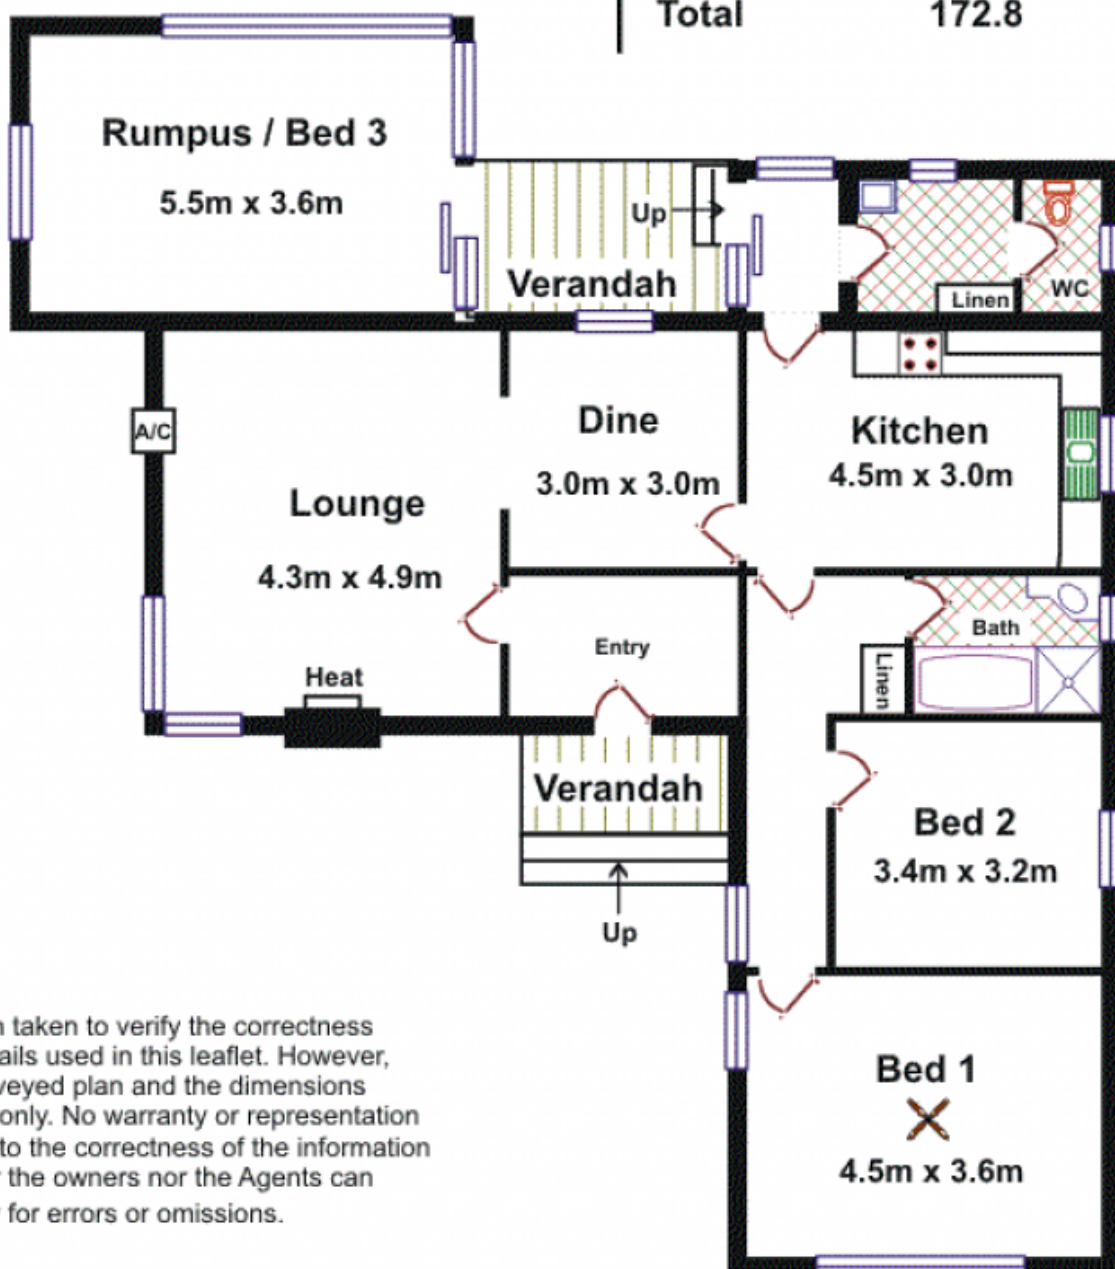 Total 172.8
Rumpus / Bed 3
5.5m x 3.6m
Up
Verandah
Linen
WC
A/C
Dine
3.0m x 3.0m
Kitchen
4.5m x 3.0m
Lounge
4.3m x 4.9m
Heat
Entry
Bath
Linen
Verandah
Up
Bed 2
3.4m x 3.2m
Bed 1
4.5m x 3.6m
taken to verify the correctness
used in this leaflet. However,
plan and the dimensions
only. No warranty or representation
to the correctness of the information
the owners nor the Agents can
for errors or omissions.